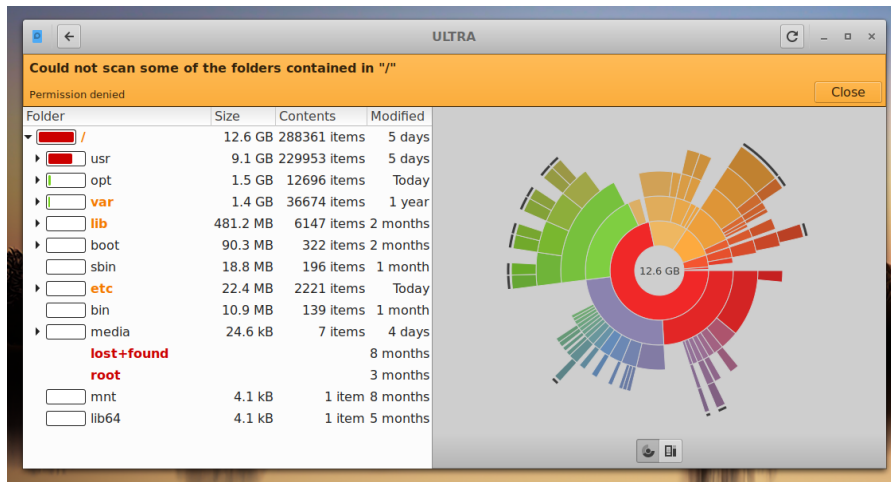 ULTRA
Could not scan some of the folders contained in "/"
Permission denied
Close
Folder Size Contents Modified
/ 12.6 GB 288361 items 5 days
usr 9.1 GB 229953 items 5 days
opt 1.5 GB 12696 items Today
var 1.4 GB 36674 items 1 year
lib 481.2 MB 6147 items 2 months
boot 90.3 MB 322 items 2 months
sbin 18.8 MB 196 items 1 month
etc 22.4 MB 2221 items Today
bin 10.9 MB 139 items 1 month
media 24.6 kB 7 items 4 days
lost+found 8 months
root 3 months
mnt 4.1 kB 1 item 8 months
lib64 4.1 kB 1 item 5 months
12.6 GB